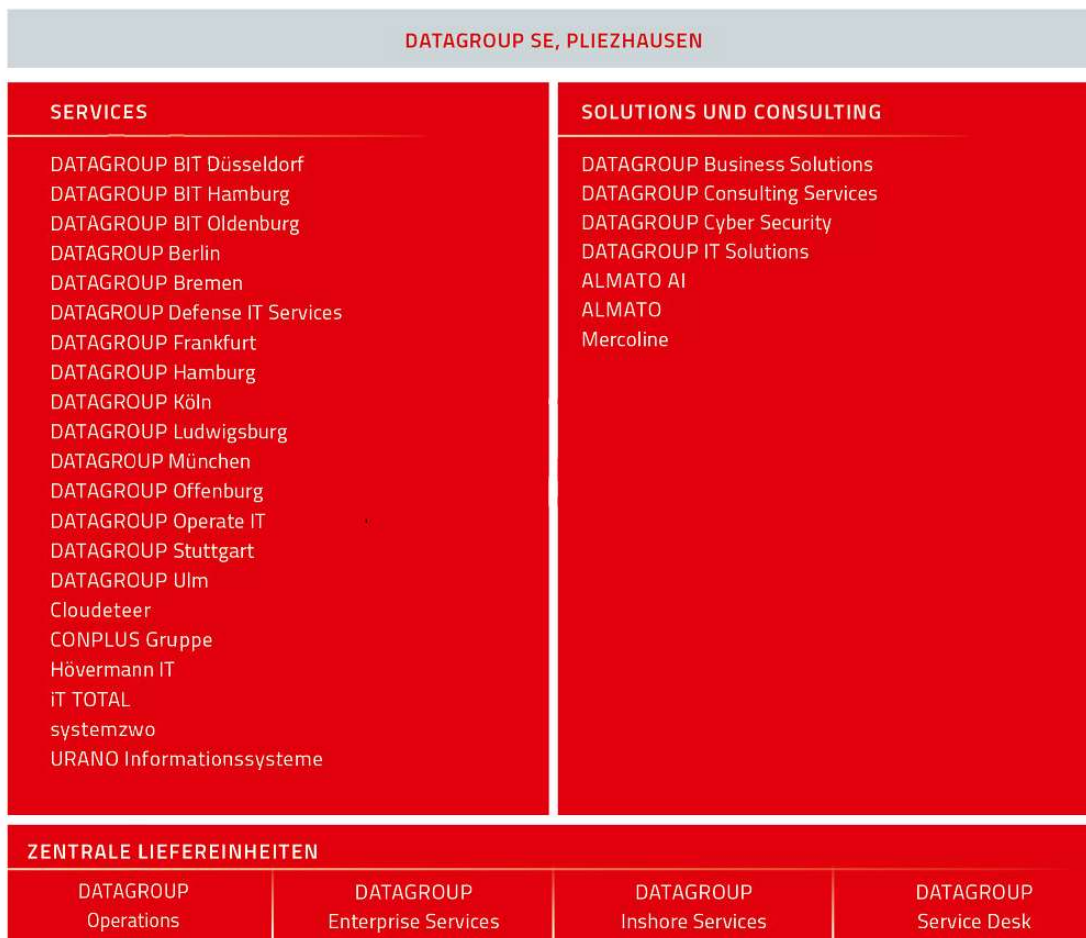 DATAGROUP SE, PLIEZHAUSEN
SERVICES
DATAGROUP BIT Düsseldorf
DATAGROUP BIT Hamburg
DATAGROUP BIT Oldenburg
DATAGROUP Berlin
DATAGROUP Bremen
DATAGROUP Defense IT Services
DATAGROUP Frankfurt
DATAGROUP Hamburg
DATAGROUP Köln
DATAGROUP Ludwigsburg
DATAGROUP München
DATAGROUP Offenburg
DATAGROUP Operate IT
DATAGROUP Stuttgart
DATAGROUP Ulm
Cloudeteer
CONPLUS Gruppe
Hövermann IT
iT TOTAL
systemzwo
URANO Informationssysteme
SOLUTIONS UND CONSULTING
DATAGROUP Business Solutions
DATAGROUP Consulting Services
DATAGROUP Cyber Security
DATAGROUP IT Solutions
ALMATO AI
ALMATO
Mercoline
ZENTRALE LIEFEREINHEITEN
DATAGROUP
Operations
DATAGROUP
Enterprise Services
DATAGROUP
Inshore Services
DATAGROUP
Service Desk